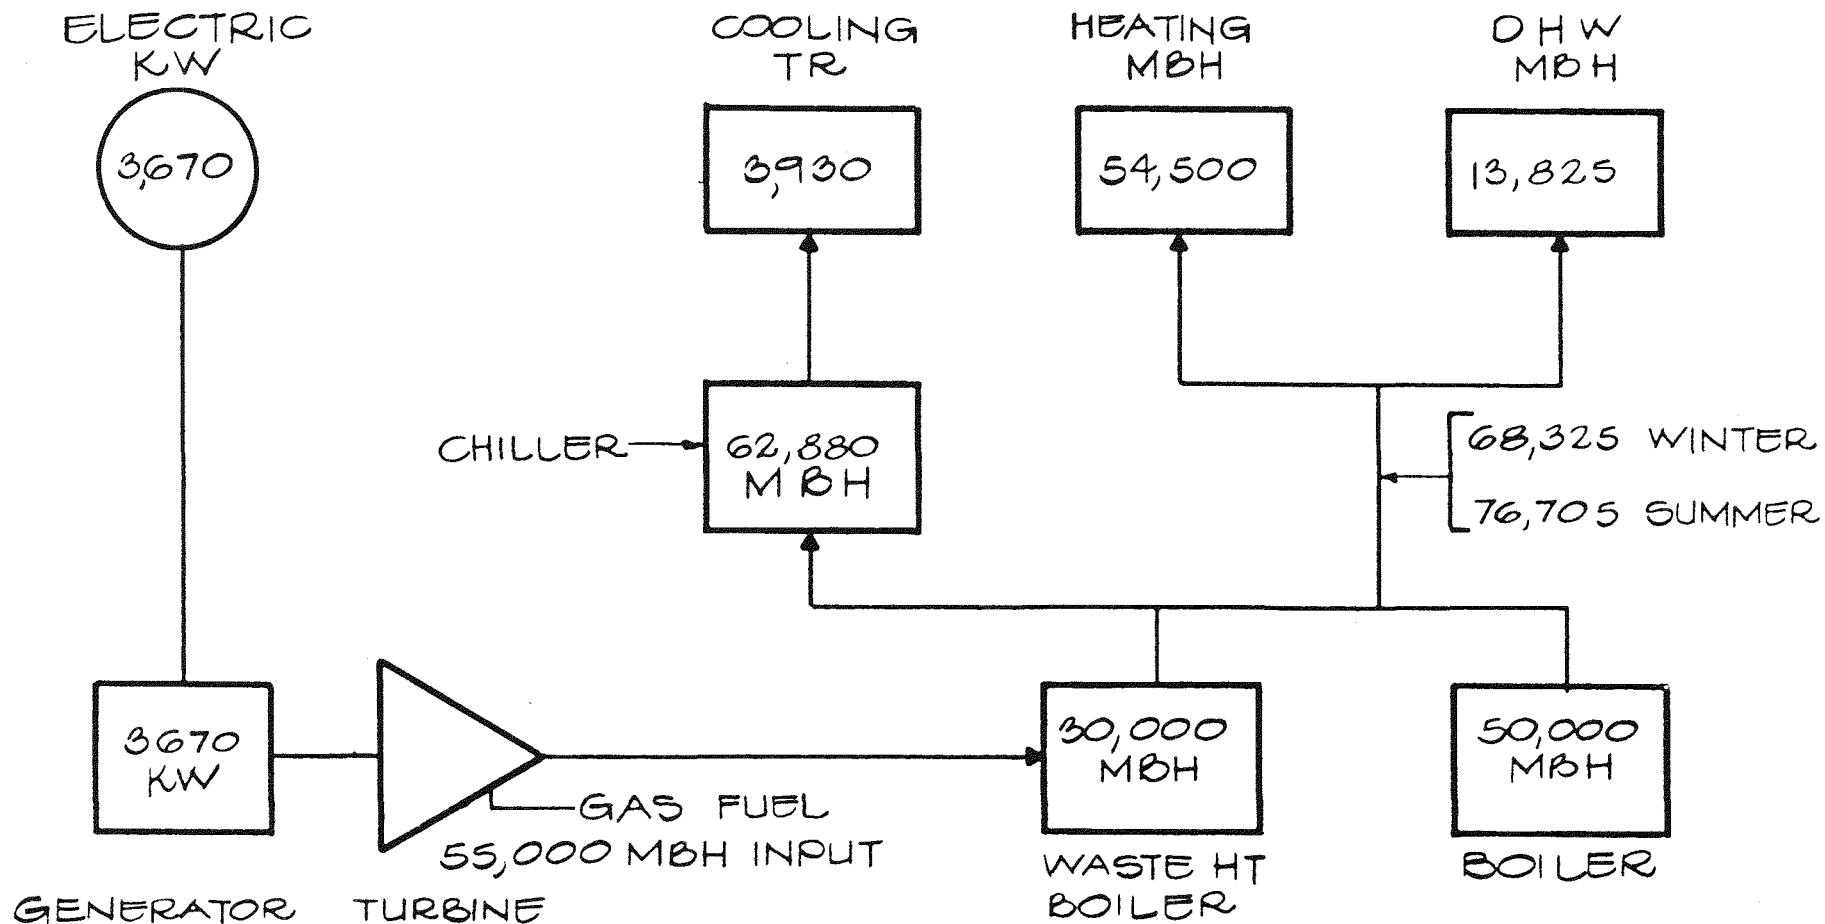 ELECTRIC
KW
3,670
COOLING
TR
3,930
HEATING
MBH
54,500
DHW
MBH
13,825
CHILLER
62,880
MBH
68,325 WINTER
76,705 SUMMER
3670
KW
GENERATOR
TURBINE
GAS FUEL
55,000 MBH INPUT
30,000
MBH
WASTE HT
BOILER
50,000
MBH
BOILER